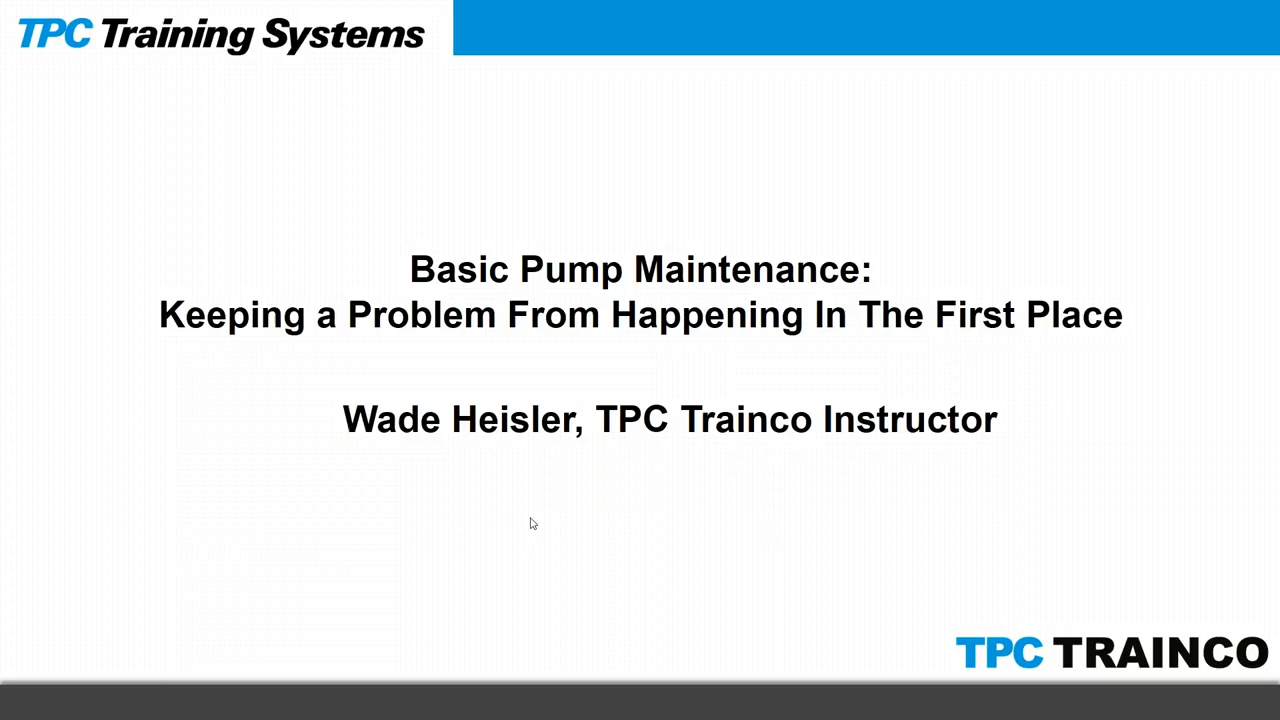 TPC Training Systems
Basic Pump Maintenance:
Keeping a Problem From Happening In The First Place
Wade Heisler, TPC Trainco Instructor
TPC TRAINCO